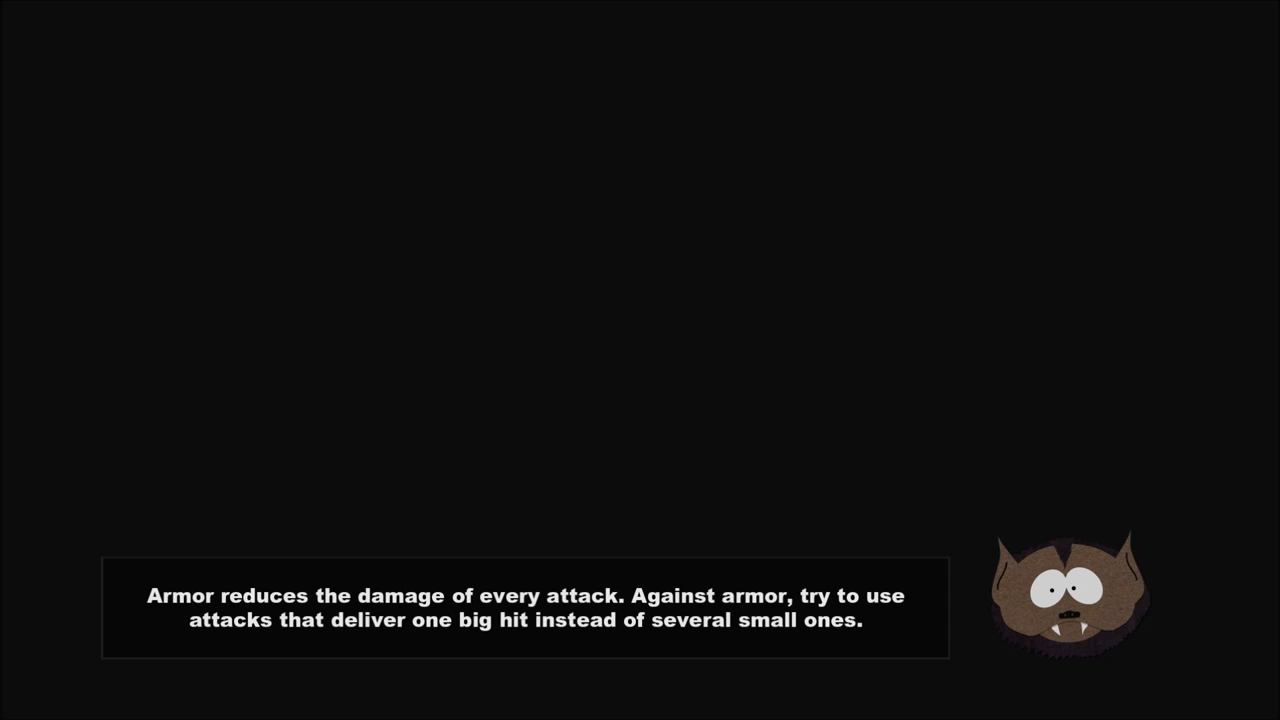 Armor reduces the damage of every attack. Against armor, try to use
attacks that deliver one big hit instead of several small ones.